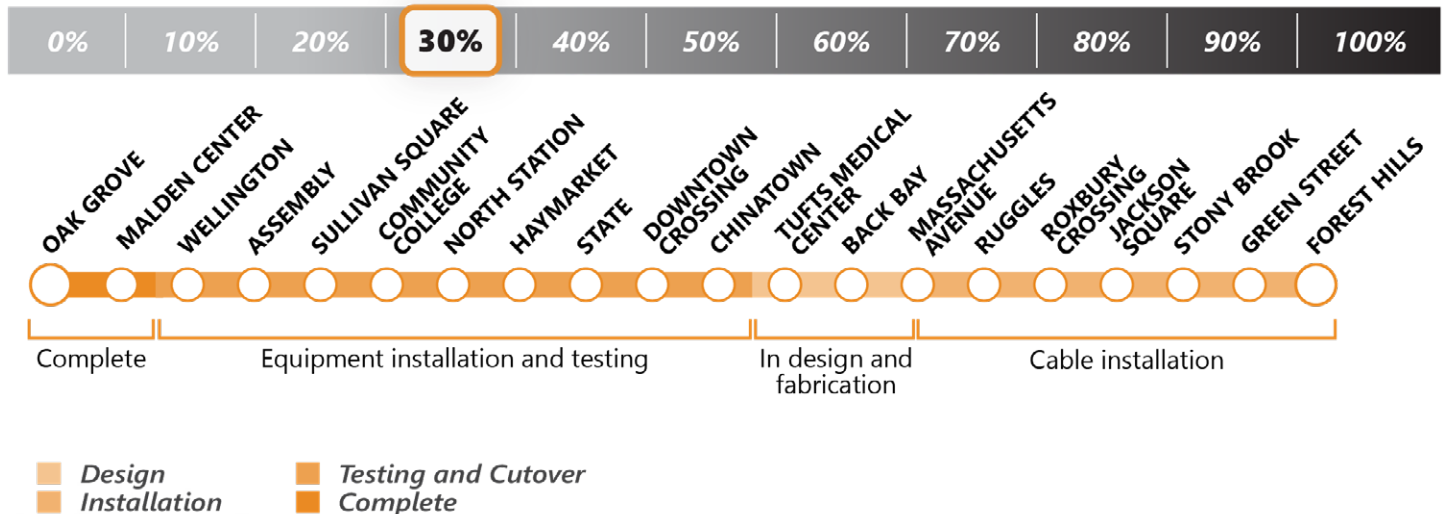 0% 10% 20% 30% 40% 50% 60% 70% 80% 90% 100%
OAK GROVE
MALDEN CENTER
WELLINGTON
ASSEMBLY
SULLIVAN SQUARE
COMMUNITY
COLLEGE
NORTH STATION
HAYMARKET
STATE
DOWNTOWN
CROSSING
CHINATOWN
TUFTS MEDICAL
CENTER
BACK BAY
MASSACHUSETTS
AVENUE
RUGGLES
ROXBURY
CROSSING
JACKSON
SQUARE
STONY BROOK
GREEN STREET
FOREST HILLS
Complete
Equipment installation and testing
In design and
fabrication
Cable installation
Design
Installation
Testing and Cutover
Complete